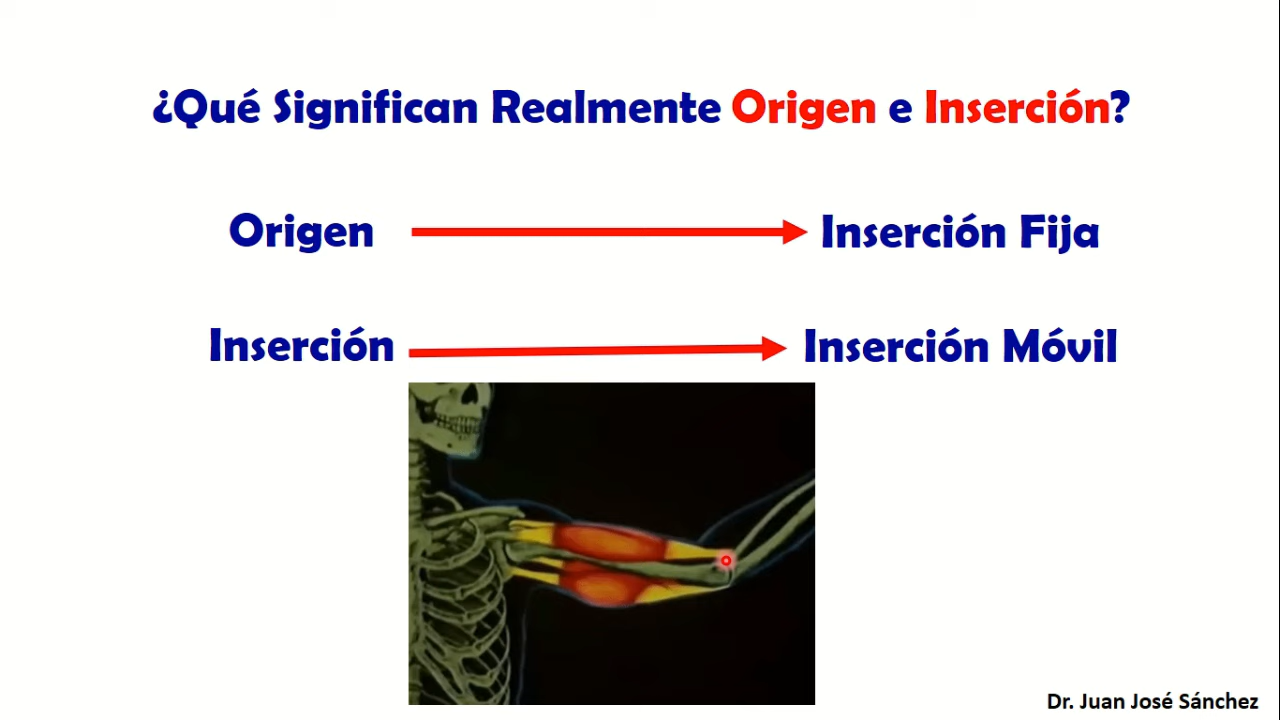 ¿Qué Significan Realmente Origen e Inserción?
Origen Inserción Fija
Inserción Inserción Móvil
Dr. Juan José Sánchez